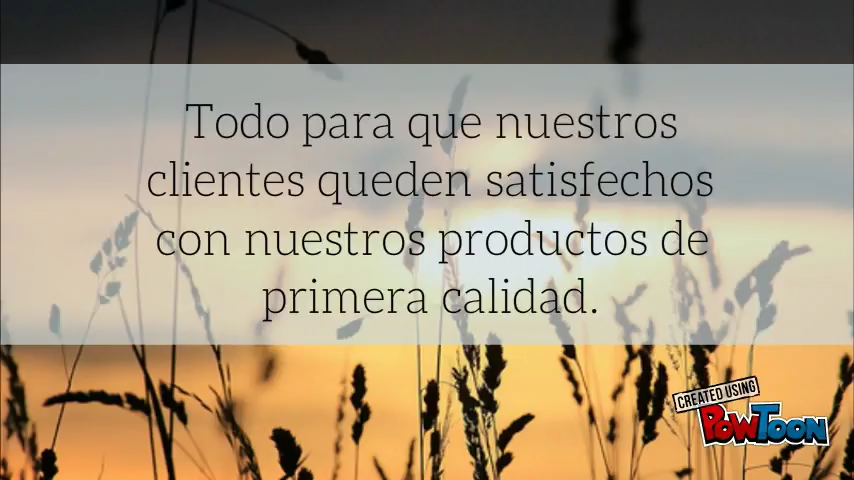 Todo para que nuestros
clientes queden satisfechos
con nuestros productos de
primera calidad.
CREATED USING
POWTOON